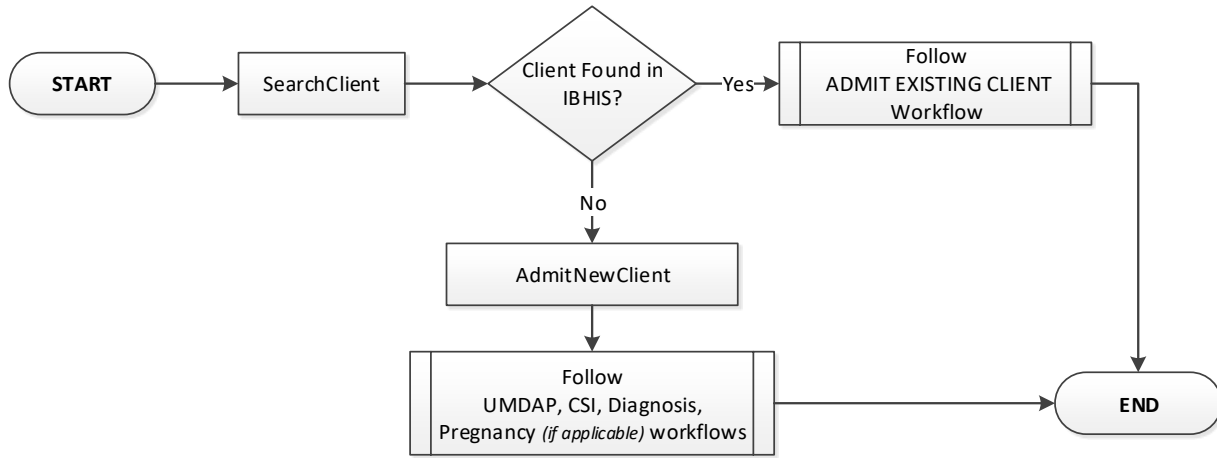 START
SearchClient
Client Found in
IBHIS?
Yes
Follow
ADMIT EXISTING CLIENT
Workflow
No
AdmitNewClient
Follow
UMDAP, CSI, Diagnosis,
Pregnancy (if applicable) workflows
END